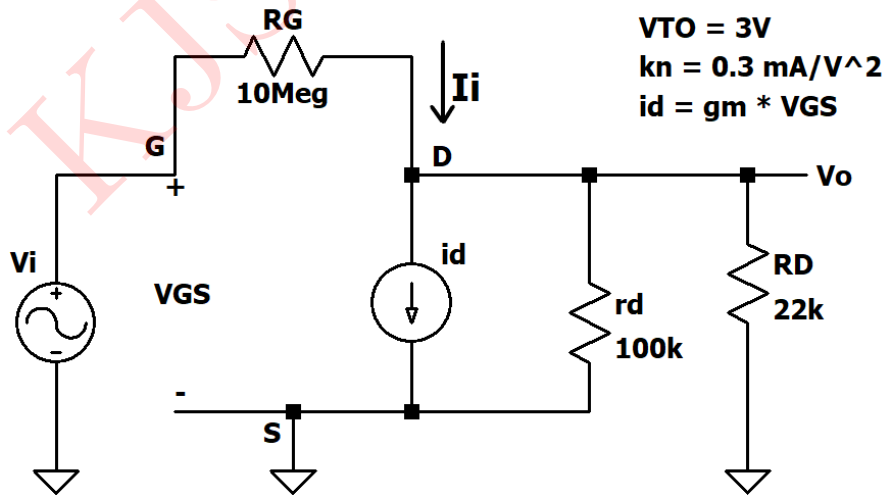 KJS
RG
10Meg
Ii
VTO = 3V
kn = 0.3 mA/V^2
id = gm * VGS
G
+
D
Vo
Vi
+
-
VGS
id
rd
100k
RD
22k
-
S